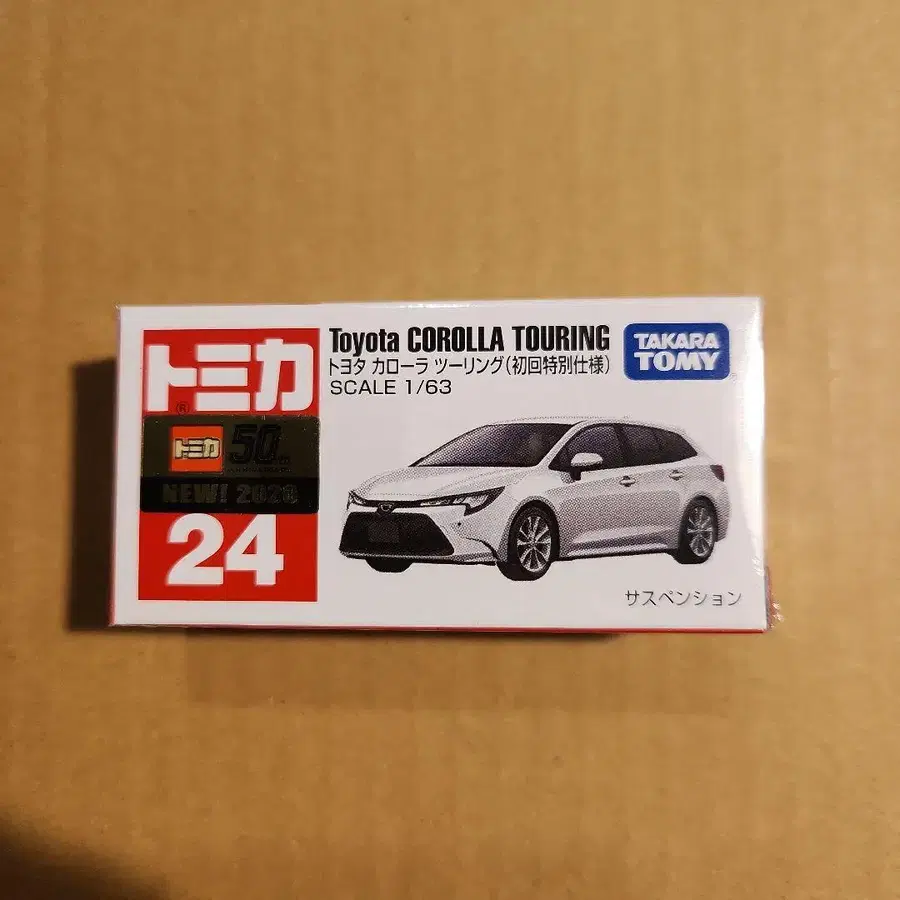 トミカ
®
トミカ
50th
NEW! 2020
24
Toyota COROLLA TOURING
トヨタ カローラ ツーリング(初回特別仕様)
SCALE 1/63
TAKARA
TOMY
サスペンション